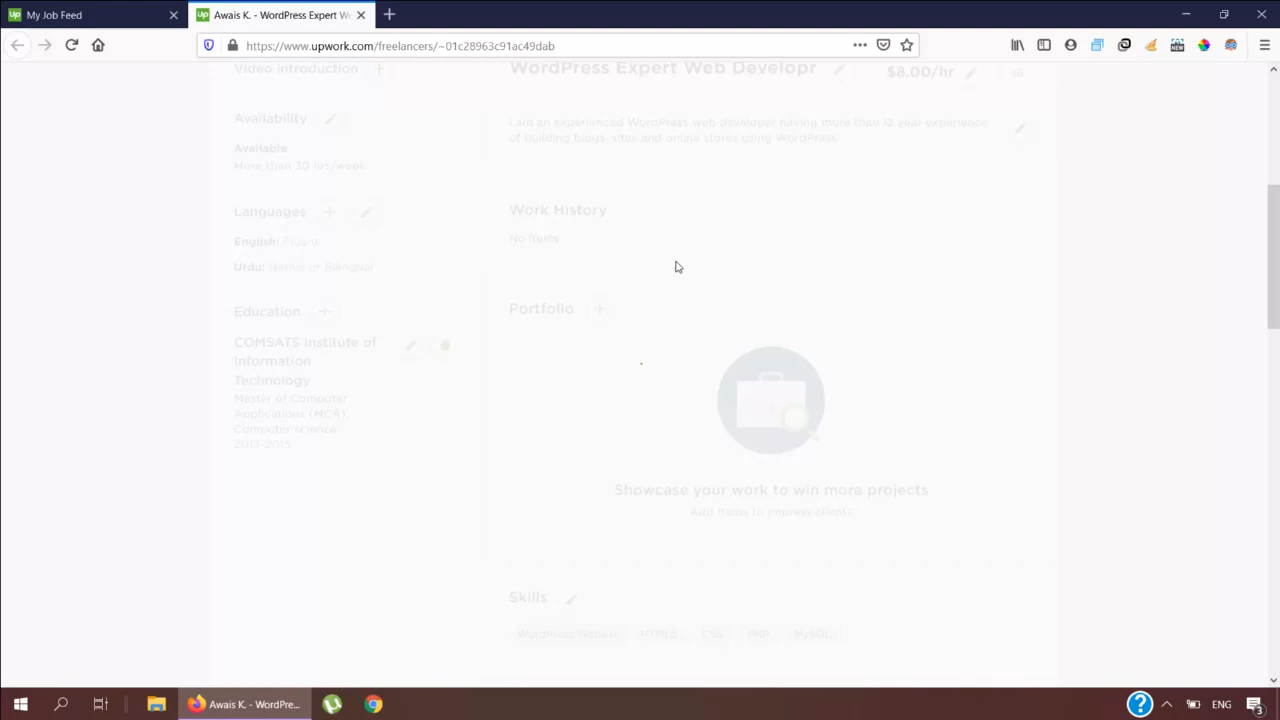 My Job Feed
Awais K. - WordPress Expert W
https://www.upwork.com/freelancers/~01c28963c91ac49dab
Video introduction
WordPress Expert Web Developr
$8.00/hr
Availability
Available
More than 30 hrs/week
I am an experienced WordPress web developer having more than 12 year experience
of building blogs, sites and online stores using WordPress
Languages
English: Fluent
Urdu: Native or Bilingual
Work History
No items
Education
COMSATS Institute of
Information
Technology
Master of Computer
Applications (MCA),
Computer science
2013-2015
Portfolio
Showcase your work to win more projects
Add items to impress clients
Skills
WordPress Website HTML5 CSS PHP MySQL
Awais K. - WordPre...
ENG
3